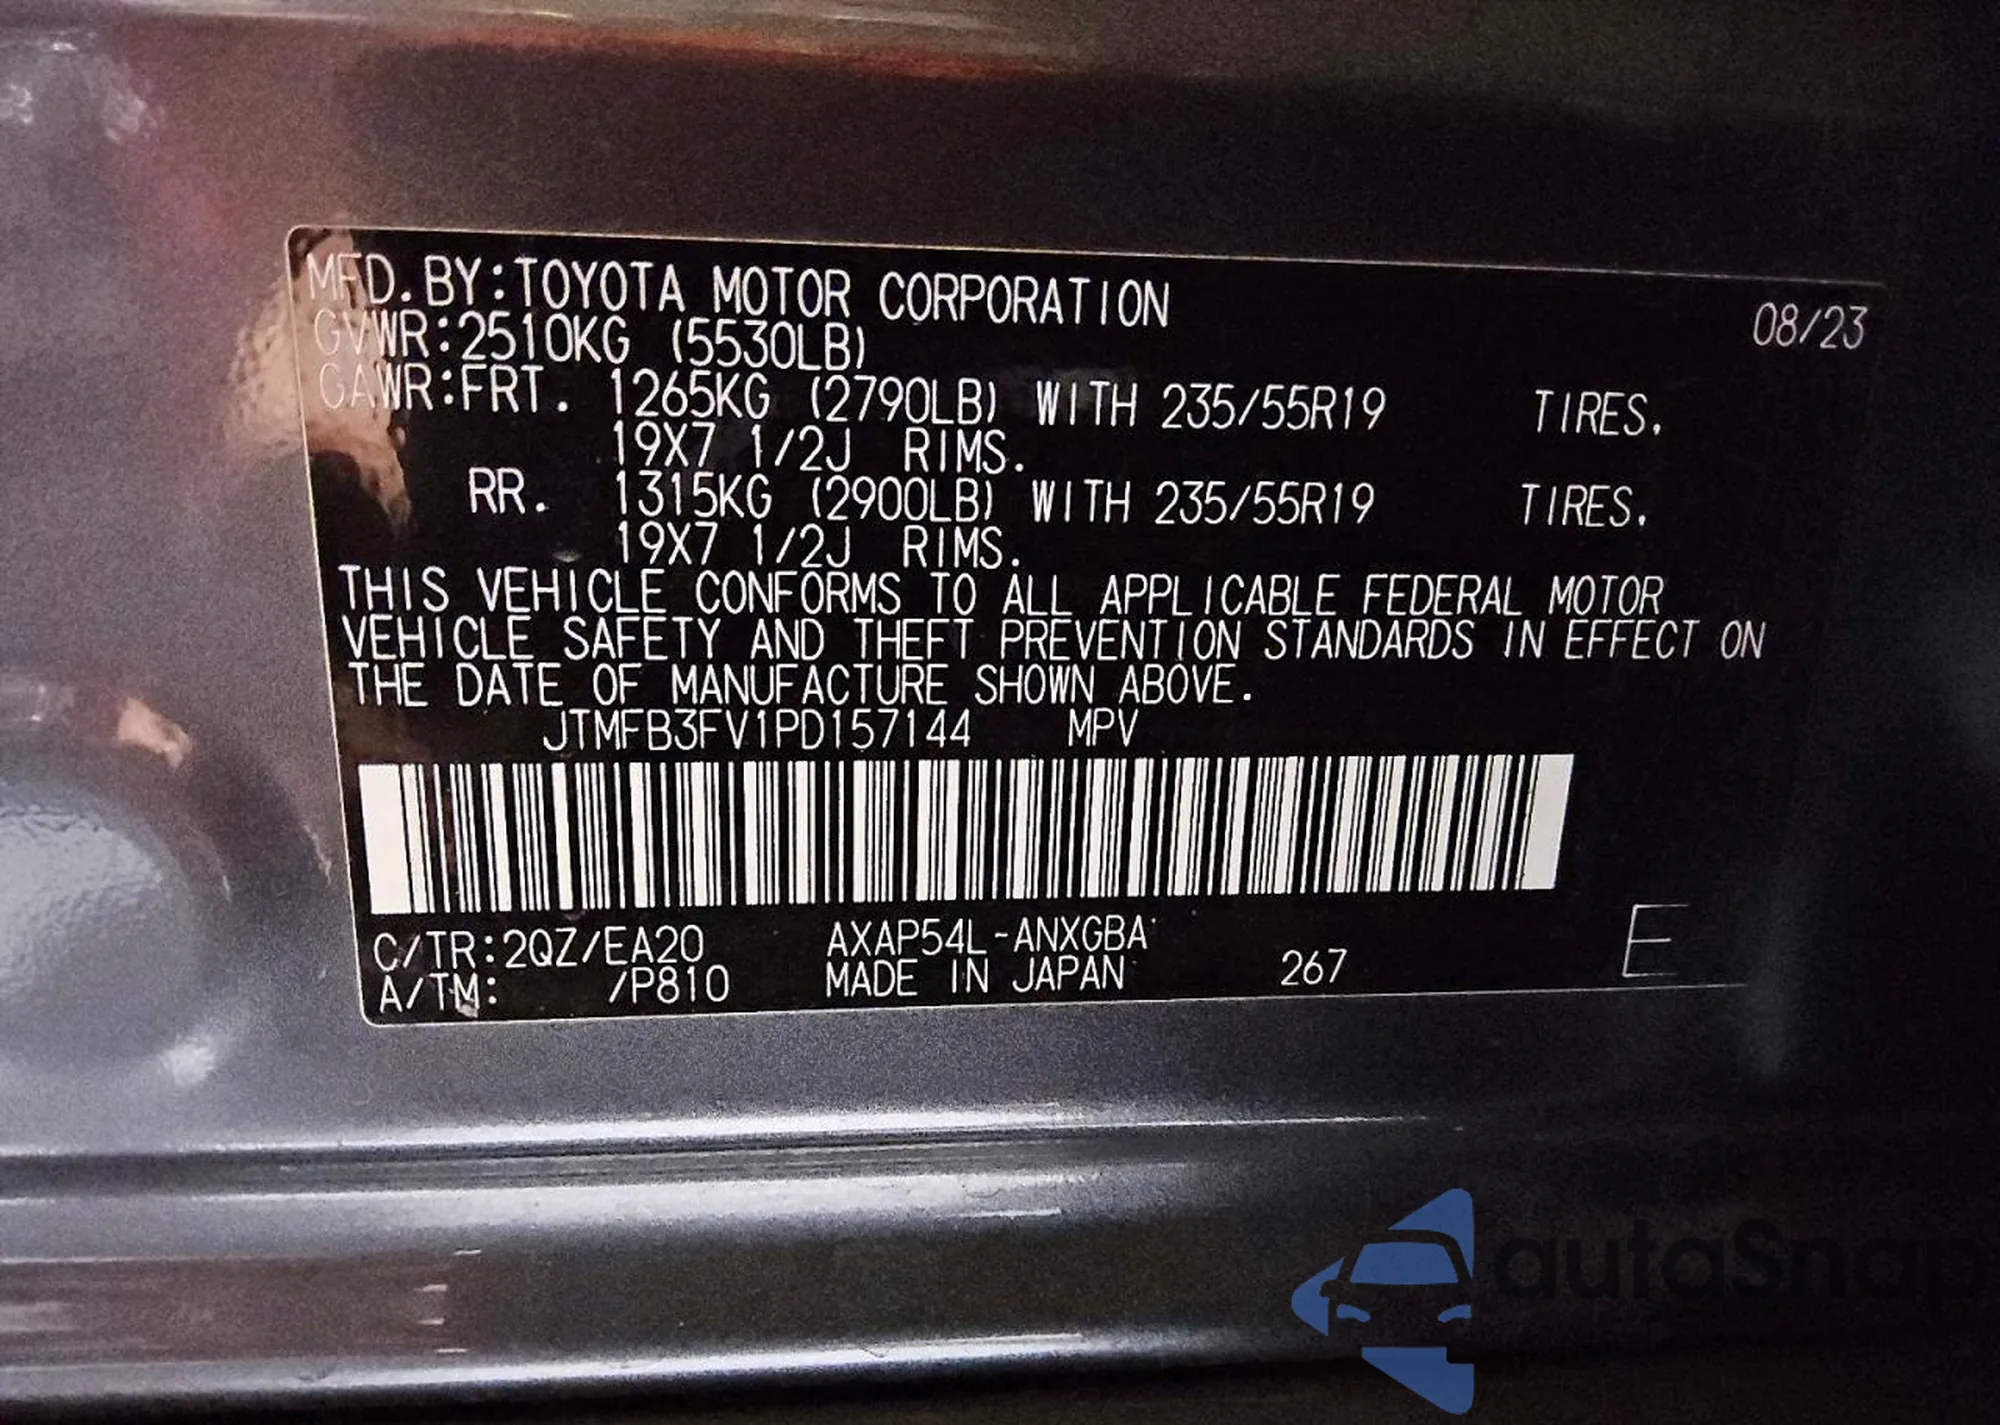 MFD.BY:TOYOTA MOTOR CORPORATION 08/23
GVWR:2510KG (5530LB)
GAWR:FRT. 1265KG (2790LB) WITH 235/55R19 TIRES.
19X7 1/2J RIMS.
RR. 1315KG (2900LB) WITH 235/55R19 TIRES.
19X7 1/2J RIMS.
THIS VEHICLE CONFORMS TO ALL APPLICABLE FEDERAL MOTOR
VEHICLE SAFETY AND THEFT PREVENTION STANDARDS IN EFFECT ON
THE DATE OF MANUFACTURE SHOWN ABOVE.
JTMFB3FV1PD157144 MPV
C/TR:2QZ/EA20 AXAP54L-ANXGBA
A/TM: /P810 MADE IN JAPAN 267 E
autaSnap